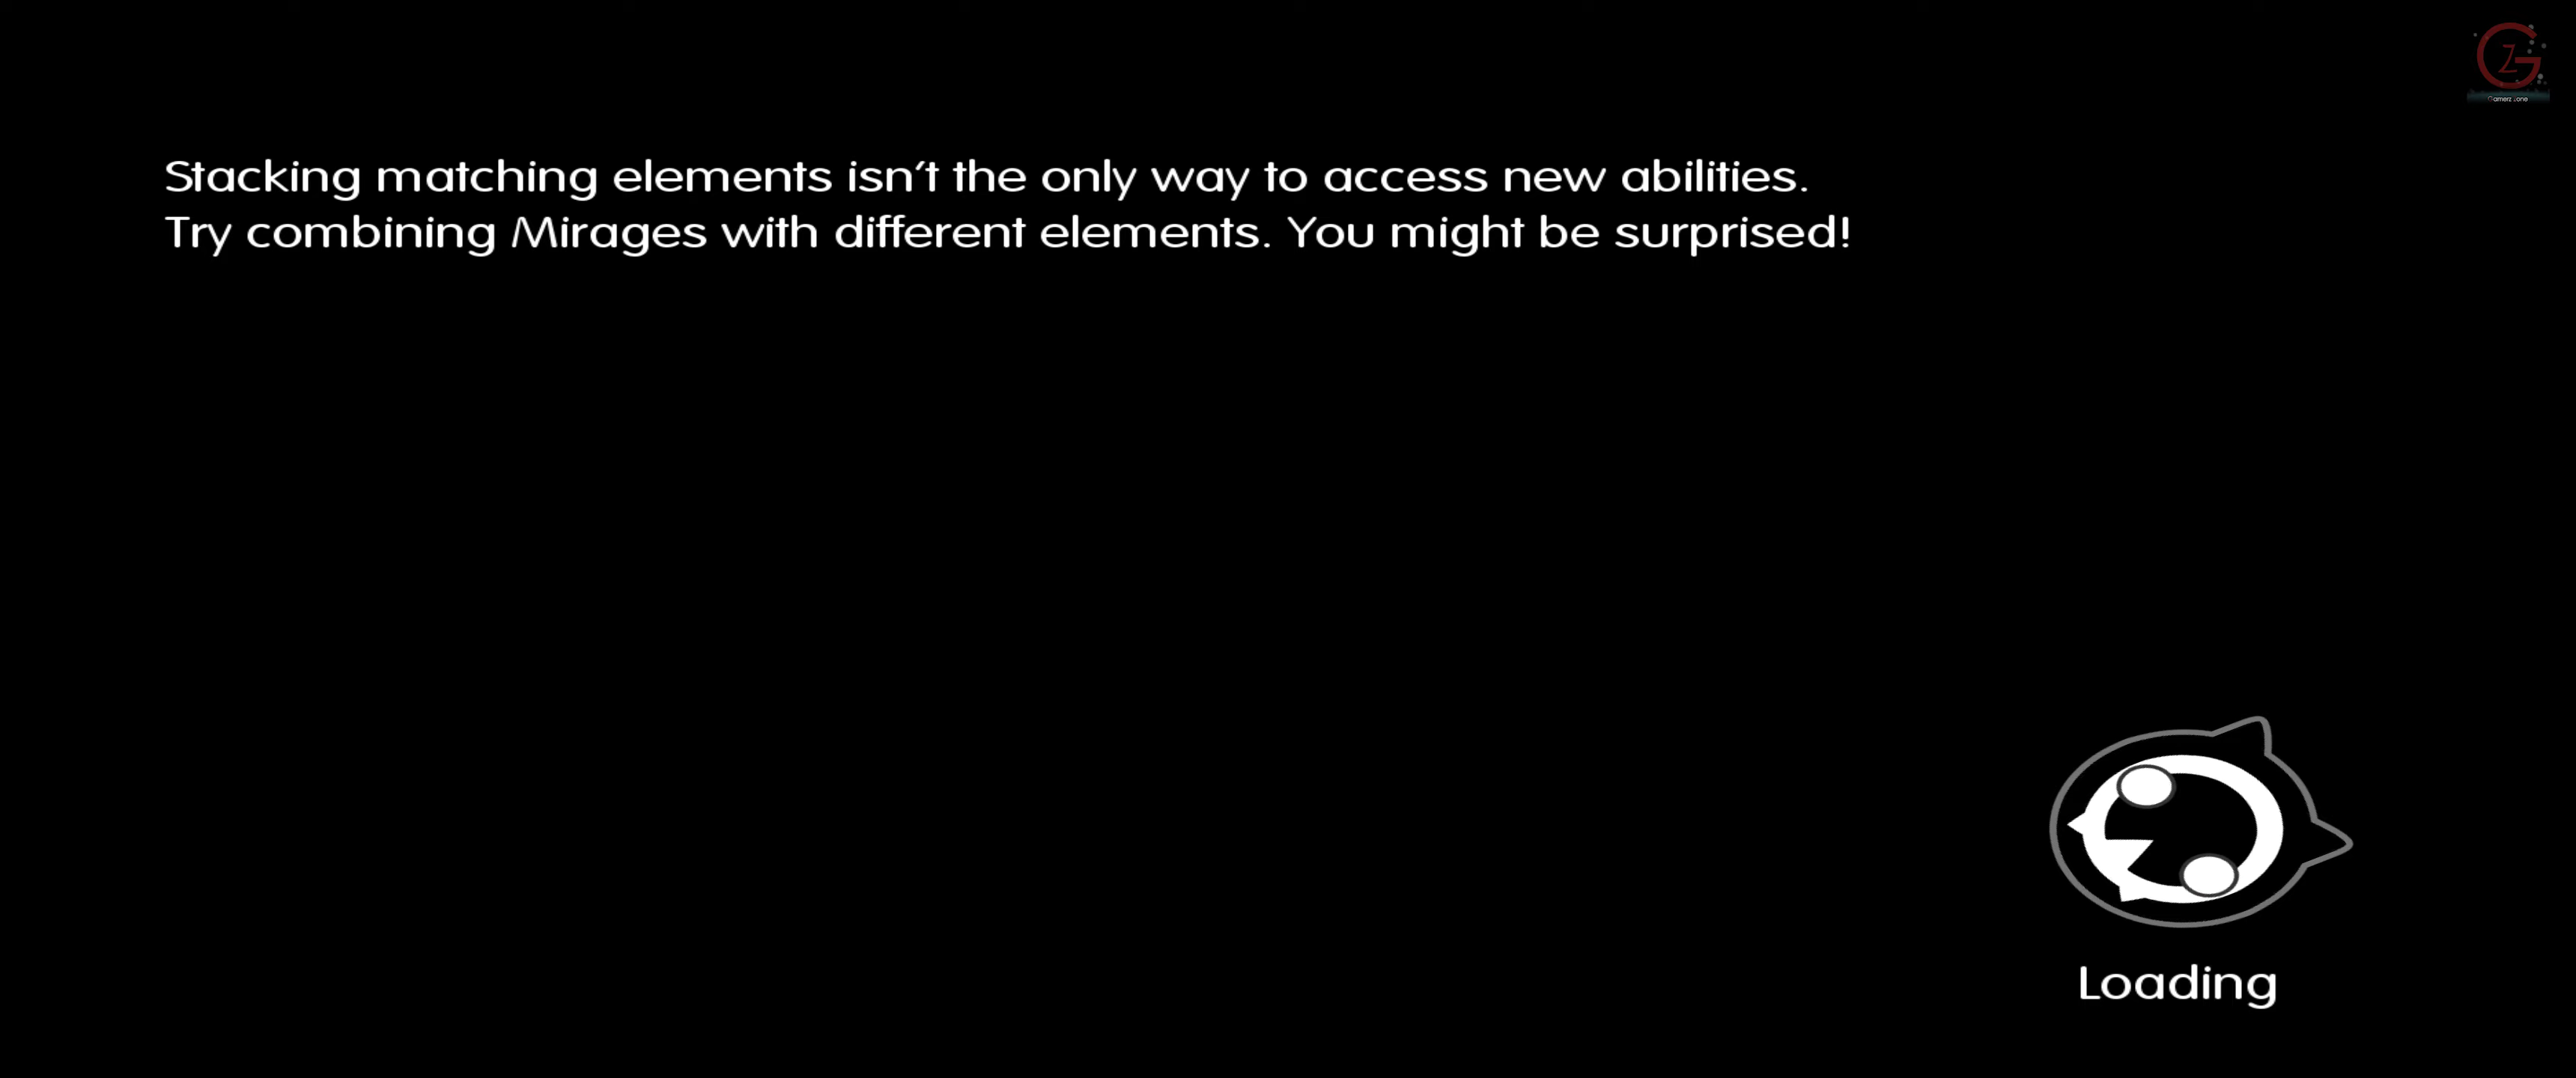 Stacking matching elements isn't the only way to access new abilities.
Try combining Mirages with different elements. You might be surprised!
Loading